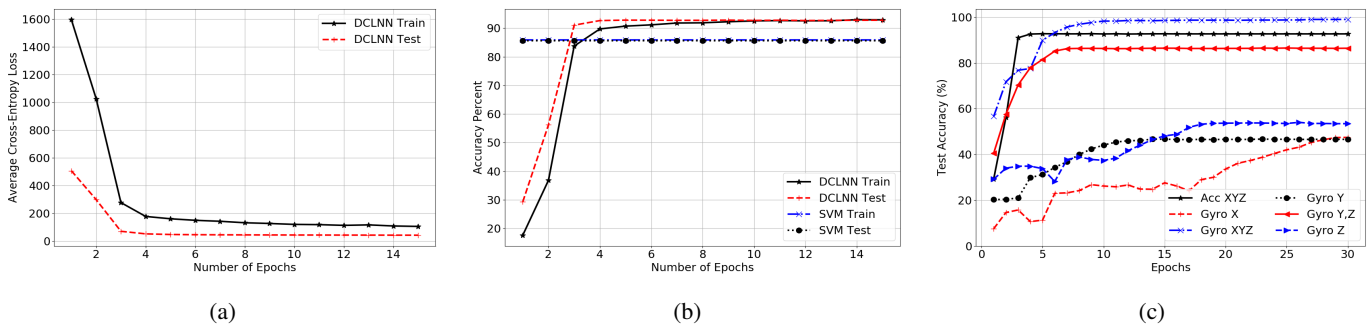 1600
1400
1200
1000
800
600
400
200
0
Average Cross-Entropy Loss
DCLNN Train
DCLNN Test
2 4 6 8 10 12 14
Number of Epochs
(a)
90
80
70
60
50
40
30
20
Accuracy Percent
DCLNN Train
DCLNN Test
SVM Train
SVM Test
2 4 6 8 10 12 14
Number of Epochs
(b)
100
80
60
40
20
0
Test Accuracy (%)
Acc XYZ
Gyro X
Gyro XYZ
Gyro Y
Gyro Y,Z
Gyro Z
0 5 10 15 20 25 30
Epochs
(c)